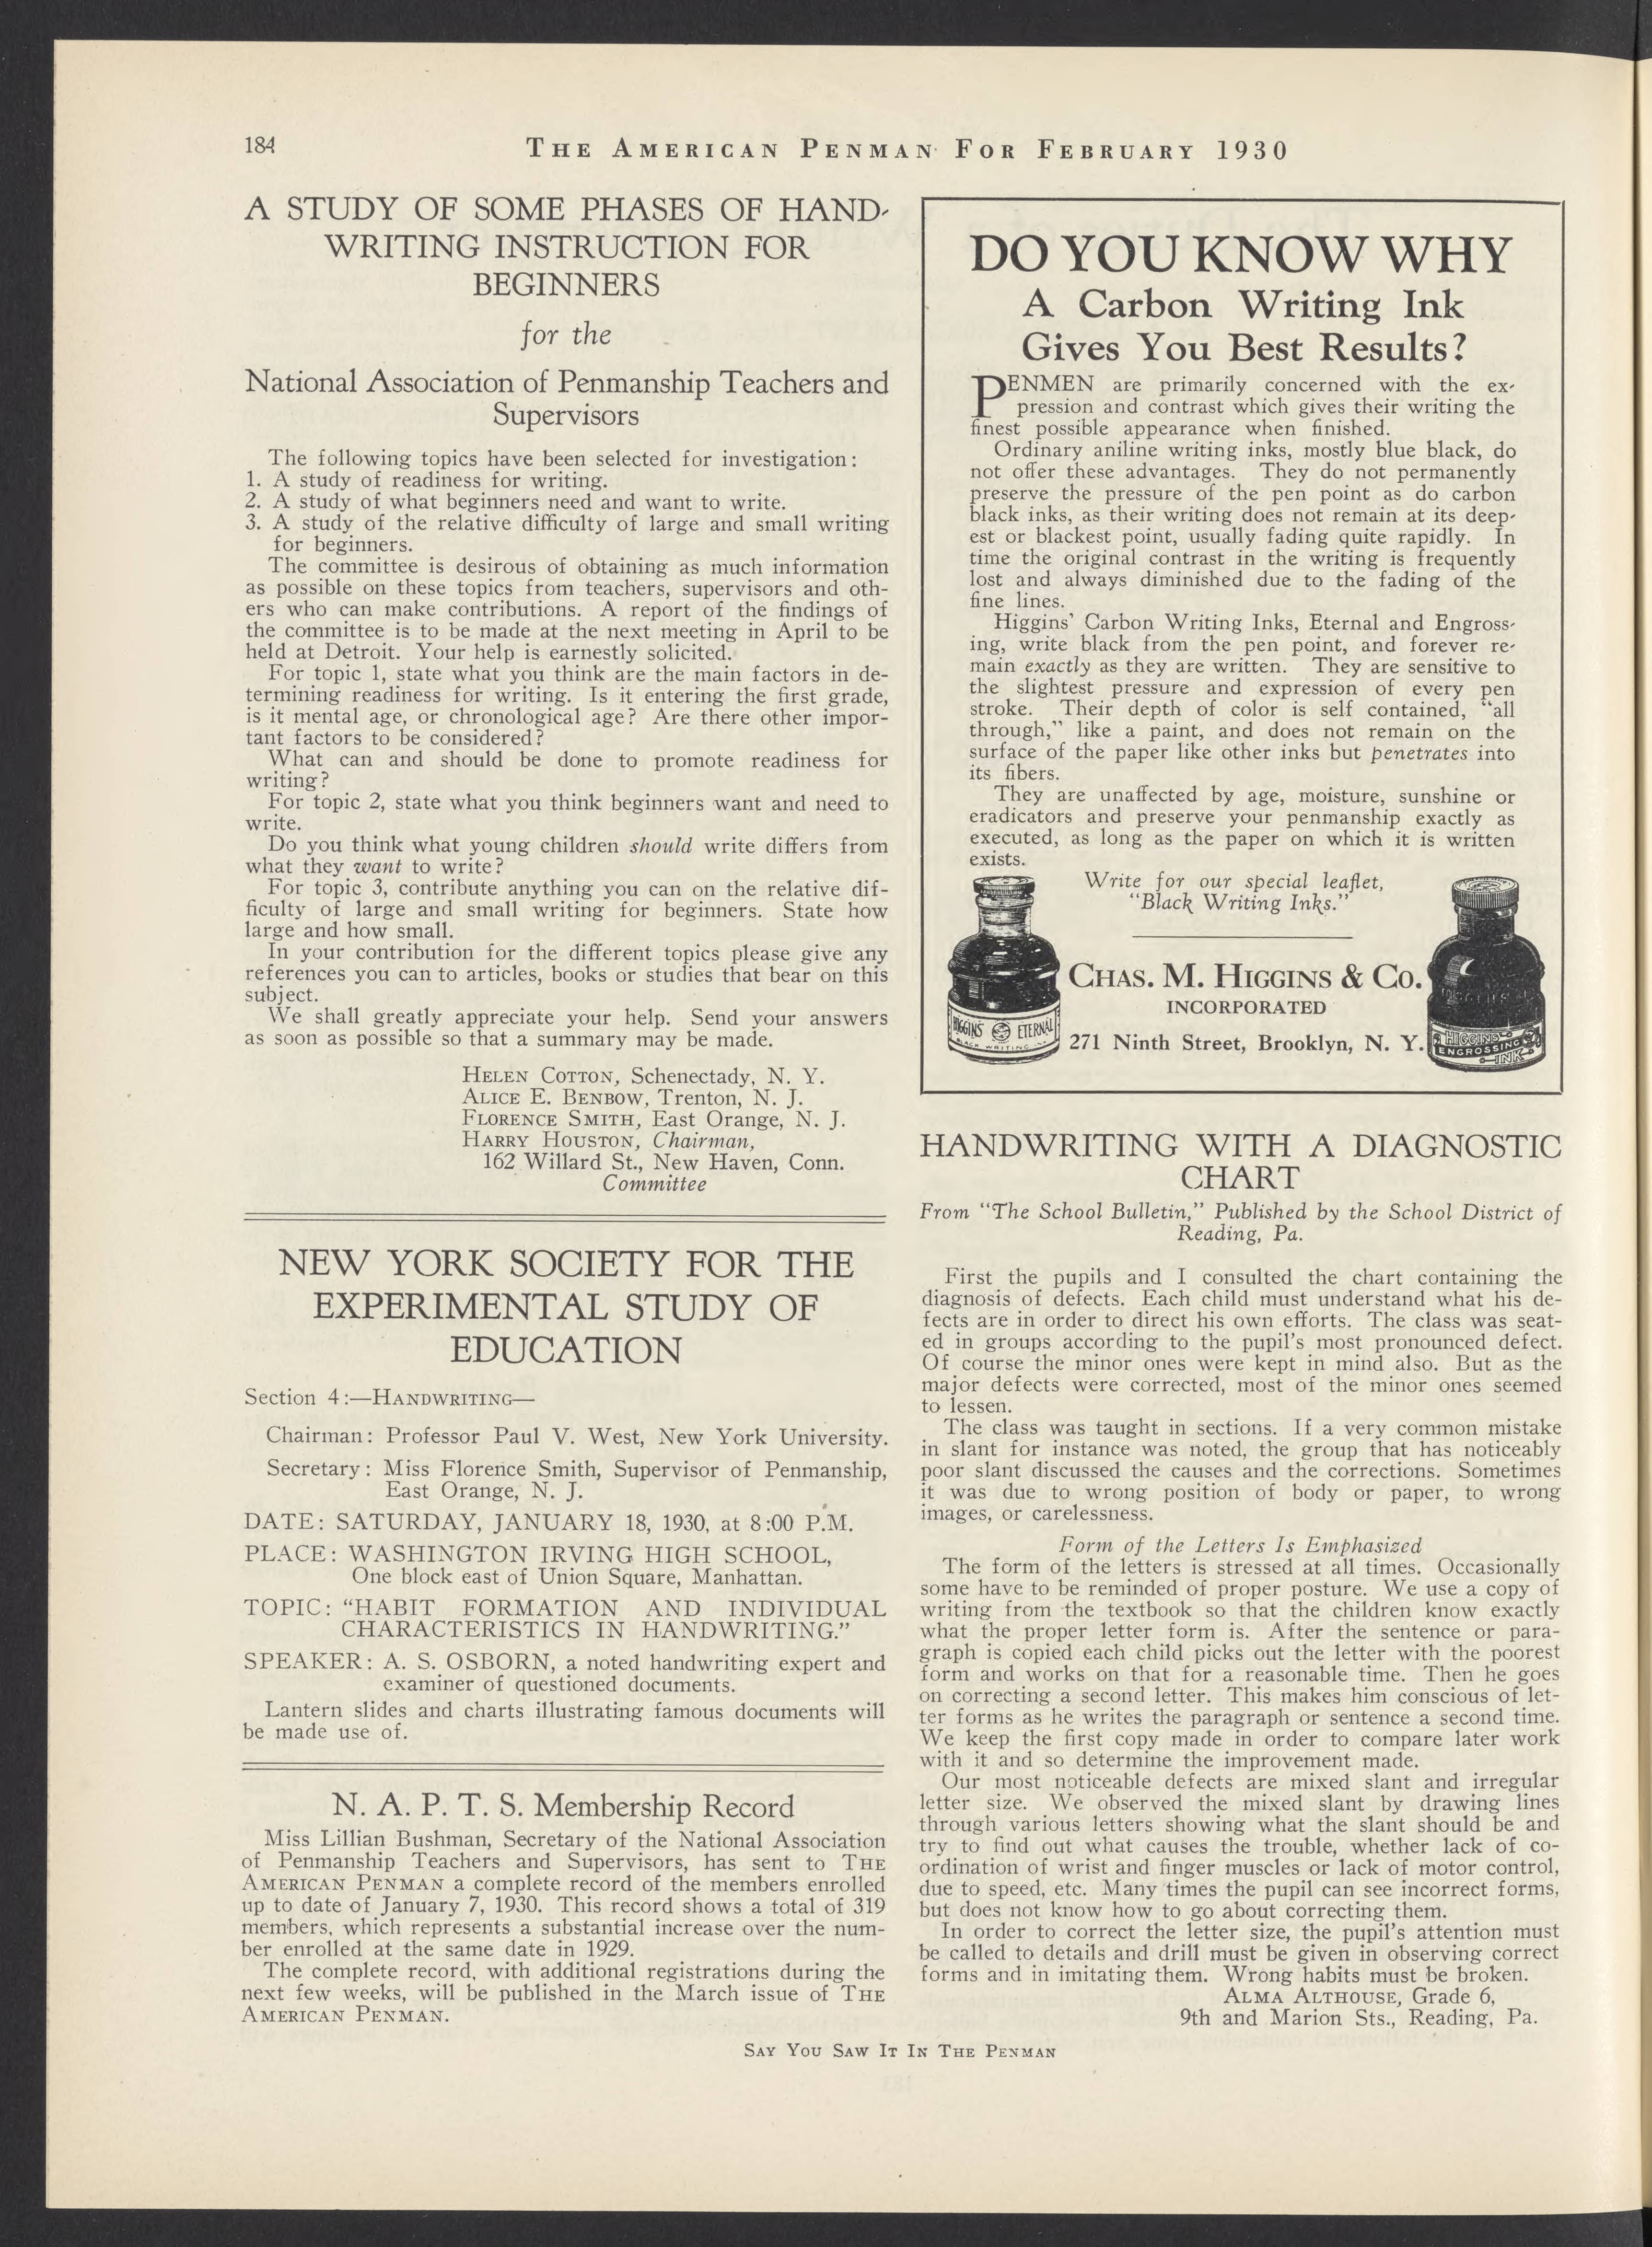 184
THE AMERICAN PENMAN FOR FEBRUARY 1930
A STUDY OF SOME PHASES OF HAND-
WRITING INSTRUCTION FOR
BEGINNERS
for the
National Association of Penmanship Teachers and
Supervisors
The following topics have been selected for investigation:
1. A study of readiness for writing.
2. A study of what beginners need and want to write.
3. A study of the relative difficulty of large and small writing
for beginners.
The committee is desirous of obtaining as much information
as possible on these topics from teachers, supervisors and oth-
ers who can make contributions. A report of the findings of
the committee is to be made at the next meeting in April to be
held at Detroit. Your help is earnestly solicited.
For topic 1, state what you think are the main factors in de-
termining readiness for writing. Is it entering the first grade,
is it mental age, or chronological age? Are there other impor-
tant factors to be considered?
What can and should be done to promote readiness for
writing?
For topic 2, state what you think beginners want and need to
write.
Do you think what young children should write differs from
what they want to write?
For topic 3, contribute anything you can on the relative dif-
ficulty of large and small writing for beginners. State how
large and how small.
In your contribution for the different topics please give any
references you can to articles, books or studies that bear on this
subject.
We shall greatly appreciate your help. Send your answers
as soon as possible so that a summary may be made.
HELEN COTTON, Schenectady, N. Y.
ALICE E. BENBOW, Trenton, N. J.
FLORENCE SMITH, East Orange, N. J.
HARRY HOUSTON, Chairman,
162 Willard St., New Haven, Conn.
Committee
NEW YORK SOCIETY FOR THE
EXPERIMENTAL STUDY OF
EDUCATION
Section 4:—HANDWRITING—
Chairman: Professor Paul V. West, New York University.
Secretary: Miss Florence Smith, Supervisor of Penmanship,
East Orange, N. J.
DATE: SATURDAY, JANUARY 18, 1930, at 8:00 P.M.
PLACE: WASHINGTON IRVING HIGH SCHOOL,
One block east of Union Square, Manhattan.
TOPIC: "HABIT FORMATION AND INDIVIDUAL
CHARACTERISTICS IN HANDWRITING."
SPEAKER: A. S. OSBORN, a noted handwriting expert and
examiner of questioned documents.
Lantern slides and charts illustrating famous documents will
be made use of.
N. A. P. T. S. Membership Record
Miss Lillian Bushman, Secretary of the National Association
of Penmanship Teachers and Supervisors, has sent to THE
AMERICAN PENMAN a complete record of the members enrolled
up to date of January 7, 1930. This record shows a total of 319
members, which represents a substantial increase over the num-
ber enrolled at the same date in 1929.
The complete record, with additional registrations during the
next few weeks, will be published in the March issue of THE
AMERICAN PENMAN.
DO YOU KNOW WHY
A Carbon Writing Ink
Gives You Best Results?
PENMEN are primarily concerned with the ex-
pression and contrast which gives their writing the
finest possible appearance when finished.
Ordinary aniline writing inks, mostly blue black, do
not offer these advantages. They do not permanently
preserve the pressure of the pen point as do carbon
black inks, as their writing does not remain at its deep-
est or blackest point, usually fading quite rapidly. In
time the original contrast in the writing is frequently
lost and always diminished due to the fading of the
fine lines.
Higgins' Carbon Writing Inks, Eternal and Engross-
ing, write black from the pen point, and forever re-
main exactly as they are written. They are sensitive to
the slightest pressure and expression of every pen
stroke. Their depth of color is self contained, "all
through," like a paint, and does not remain on the
surface of the paper like other inks but penetrates into
its fibers.
They are unaffected by age, moisture, sunshine or
eradicators and preserve your penmanship exactly as
executed, as long as the paper on which it is written
exists.
Write for our special leaflet,
"Black Writing Inks."
CHAS. M. HIGGINS & CO.
INCORPORATED
271 Ninth Street, Brooklyn, N. Y.
HIGGINS' ETERNAL
BLACK WRITING INK
HIGGINS
ENGROSSING
INK
HANDWRITING WITH A DIAGNOSTIC
CHART
From "The School Bulletin," Published by the School District of
Reading, Pa.
First the pupils and I consulted the chart containing the
diagnosis of defects. Each child must understand what his de-
fects are in order to direct his own efforts. The class was seat-
ed in groups according to the pupil's most pronounced defect.
Of course the minor ones were kept in mind also. But as the
major defects were corrected, most of the minor ones seemed
to lessen.
The class was taught in sections. If a very common mistake
in slant for instance was noted, the group that has noticeably
poor slant discussed the causes and the corrections. Sometimes
it was due to wrong position of body or paper, to wrong
images, or carelessness.
Form of the Letters Is Emphasized
The form of the letters is stressed at all times. Occasionally
some have to be reminded of proper posture. We use a copy of
writing from the textbook so that the children know exactly
what the proper letter form is. After the sentence or para-
graph is copied each child picks out the letter with the poorest
form and works on that for a reasonable time. Then he goes
on correcting a second letter. This makes him conscious of let-
ter forms as he writes the paragraph or sentence a second time.
We keep the first copy made in order to compare later work
with it and so determine the improvement made.
Our most noticeable defects are mixed slant and irregular
letter size. We observed the mixed slant by drawing lines
through various letters showing what the slant should be and
try to find out what causes the trouble, whether lack of co-
ordination of wrist and finger muscles or lack of motor control,
due to speed, etc. Many times the pupil can see incorrect forms,
but does not know how to go about correcting them.
In order to correct the letter size, the pupil's attention must
be called to details and drill must be given in observing correct
forms and in imitating them. Wrong habits must be broken.
ALMA ALTHOUSE, Grade 6,
9th and Marion Sts., Reading, Pa.
SAY YOU SAW IT IN THE PENMAN